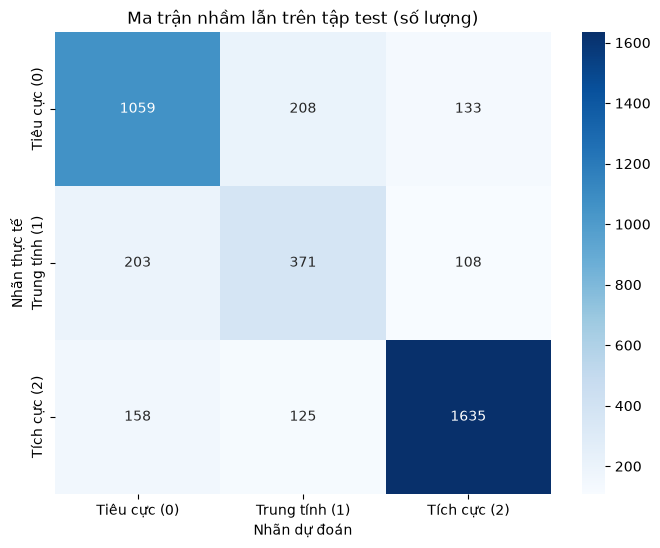 Ma trận nhầm lẫn trên tập test (số lượng)
Nhãn thực tế
Tiêu cực (0)
1059 208 133
Trung tính (1)
203 371 108
Tích cực (2)
158 125 1635
Tiêu cực (0) Trung tính (1) Tích cực (2)
Nhãn dự đoán
1600
1400
1200
1000
800
600
400
200